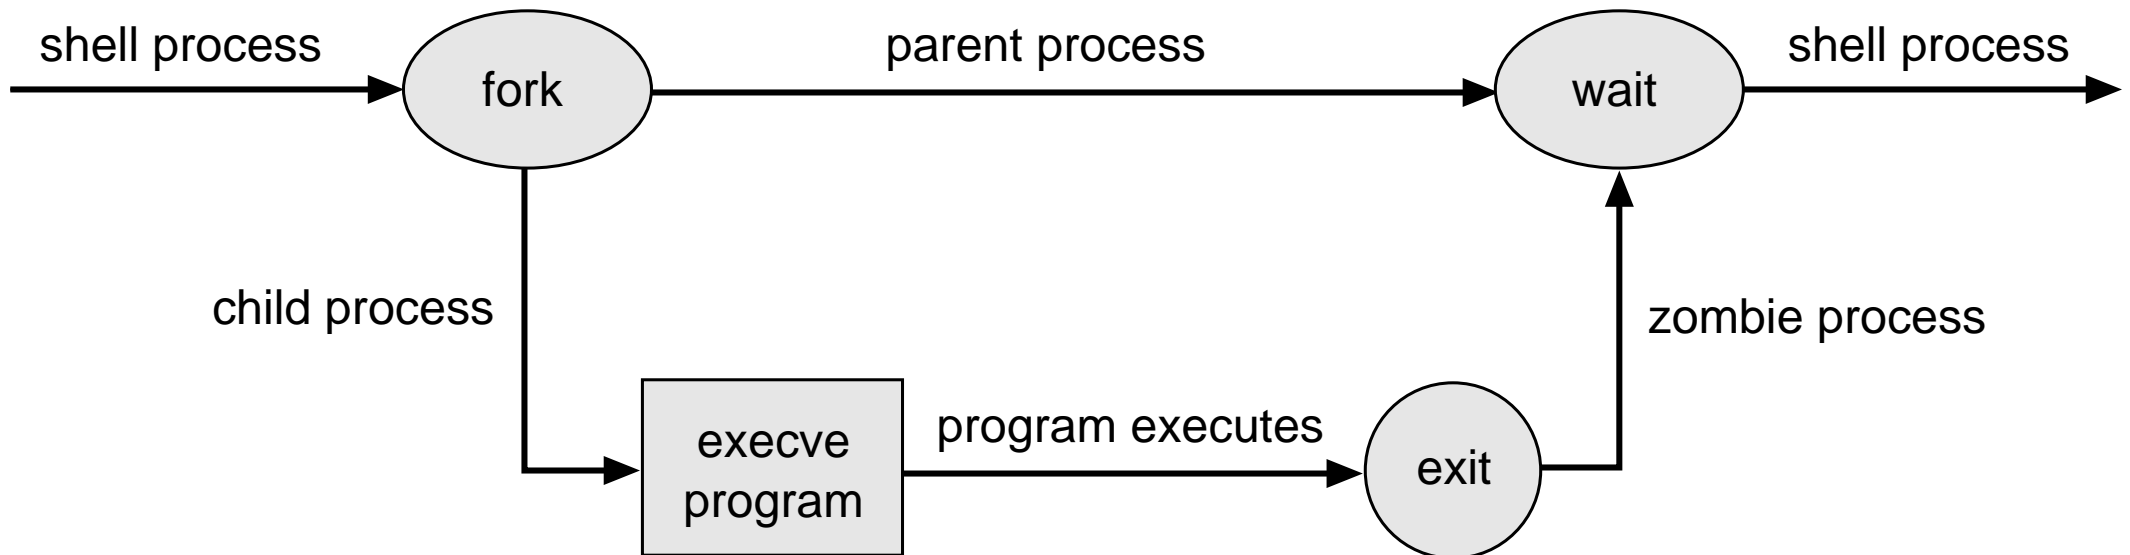 shell process
fork
parent process
wait
shell process
child process
zombie process
execve
program
program executes
exit